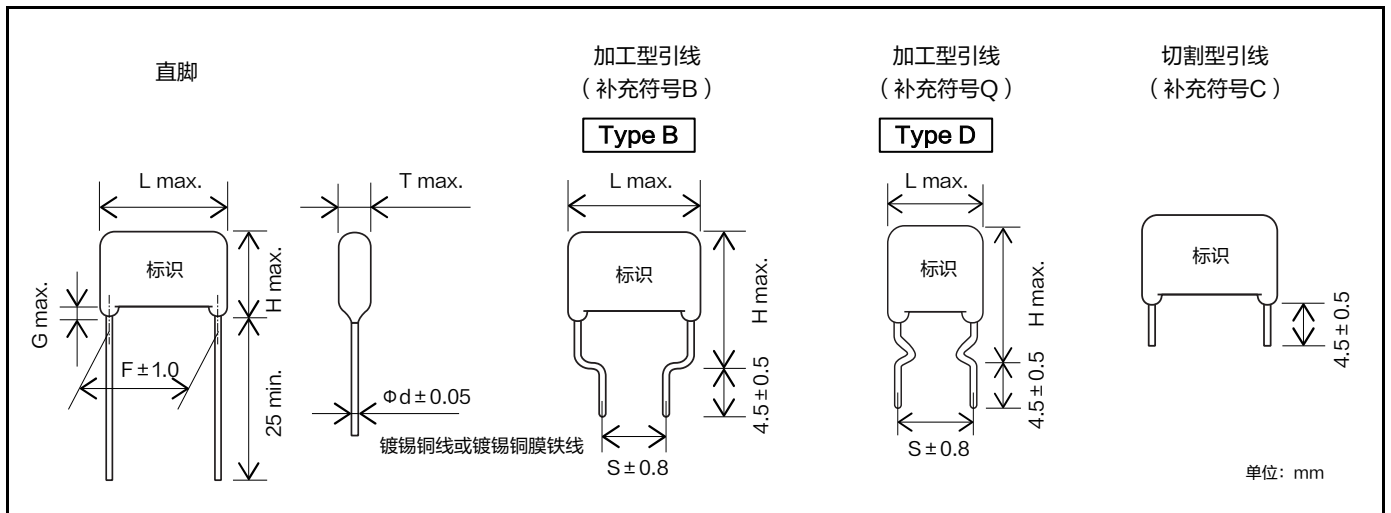 直脚
L max.
标识
G max.
H max.
F±1.0
25 min.
T max.
Φd±0.05
镀锡铜线或镀锡铜膜铁线
加工型引线
（补充符号B）
Type B
L max.
标识
H max.
4.5±0.5
S±0.8
加工型引线
（补充符号Q）
Type D
L max.
标识
H max.
4.5±0.5
S±0.8
切割型引线
（补充符号C）
标识
4.5±0.5
单位：mm